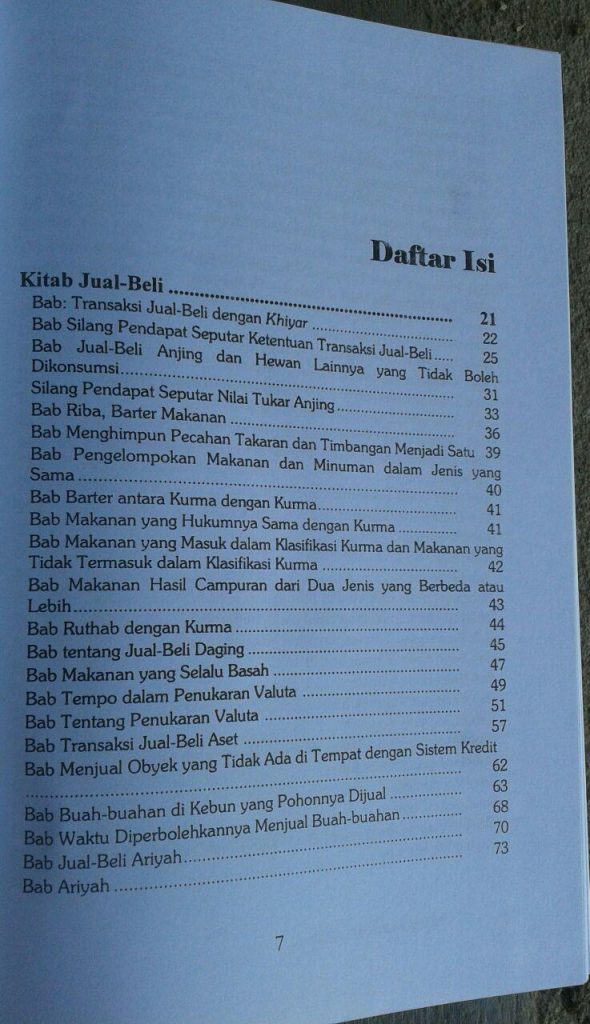 Daftar Isi
Kitab Jual-Beli ........................................ 21
Bab: Transaksi Jual-Beli dengan Khiyar ........................ 22
Bab Silang Pendapat Seputar Ketentuan Transaksi Jual-Beli ..... 25
Bab Jual-Beli Anjing dan Hewan Lainnya yang Tidak Boleh
Dikonsumsi ........................................ 31
Silang Pendapat Seputar Nilai Tukar Anjing ........................ 33
Bab Riba, Barter Makanan ........................................ 36
Bab Menghimpun Pecahan Takaran dan Timbangan Menjadi Satu 39
Bab Pengelompokan Makanan dan Minuman dalam Jenis yang
Sama ........................................ 40
Bab Barter antara Kurma dengan Kurma ........................ 41
Bab Makanan yang Hukumnya Sama dengan Kurma ............ 41
Bab Makanan yang Masuk dalam Klasifikasi Kurma dan Makanan yang
Tidak Termasuk dalam Klasifikasi Kurma ........................ 42
Bab Makanan Hasil Campuran dari Dua Jenis yang Berbeda atau
Lebih ........................................ 43
Bab Ruthab dengan Kurma ........................................ 44
Bab tentang Jual-Beli Daging ........................................ 45
Bab Makanan yang Selalu Basah ................................ 47
Bab Tempo dalam Penukaran Valuta ........................ 49
Bab Tentang Penukaran Valuta ................................ 51
Bab Transaksi Jual-Beli Aset ................................ 57
Bab Menjual Obyek yang Tidak Ada di Tempat dengan Sistem Kredit
........................................ 62
Bab Buah-buahan di Kebun yang Pohonnya Dijual ............ 63
Bab Waktu Diperbolehkannya Menjual Buah-buahan ............ 68
Bab Jual-Beli Ariyah ........................................ 70
Bab Ariyah ........................................ 73
7